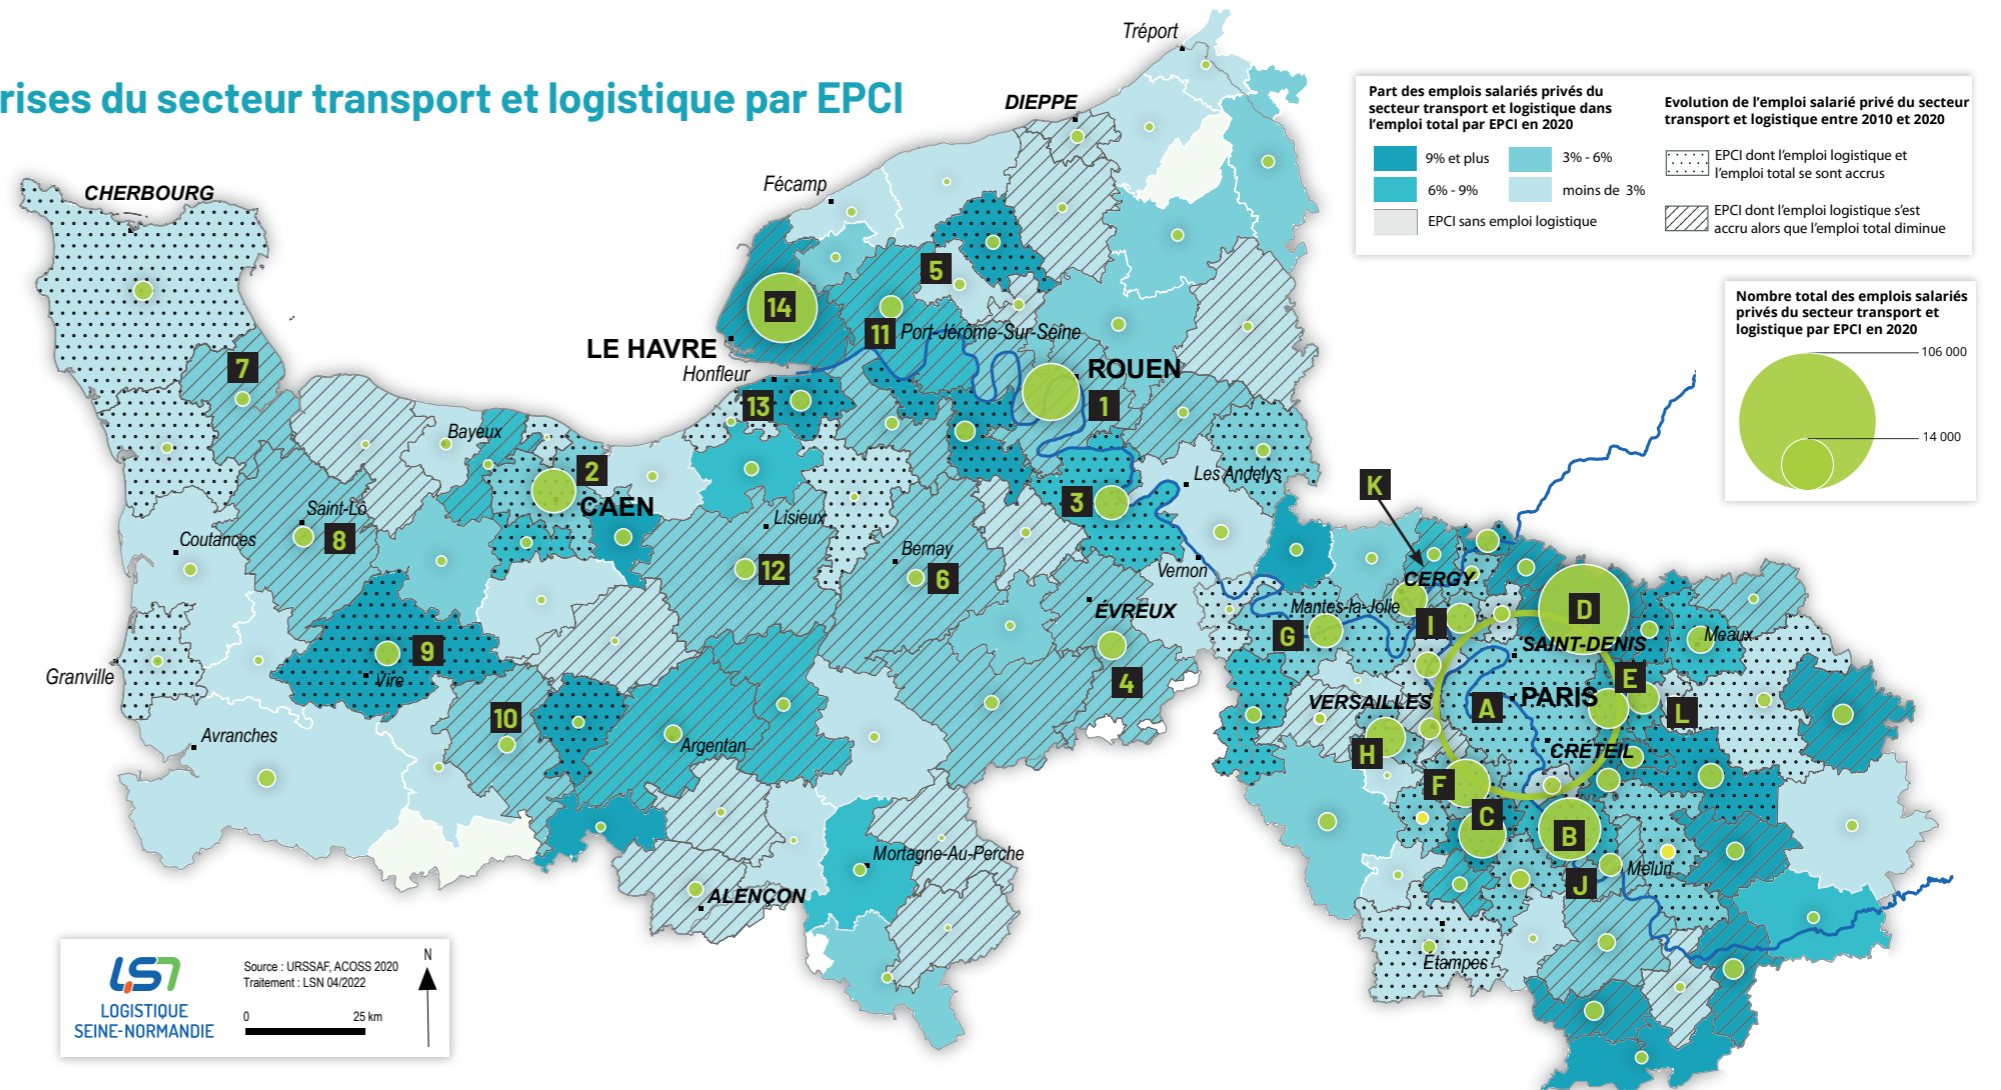 rises du secteur transport et logistique par EPCI
Part des emplois salariés privés du
secteur transport et logistique dans
l'emploi total par EPCI en 2020
9% et plus
3% - 6%
6% - 9%
moins de 3%
EPCI sans emploi logistique
Evolution de l'emploi salarié privé du secteur
transport et logistique entre 2010 et 2020
EPCI dont l'emploi logistique et
l'emploi total se sont accrus
EPCI dont l'emploi logistique s'est
accru alors que l'emploi total diminue
Nombre total des emplois salariés
privés du secteur transport et
logistique par EPCI en 2020
106 000
14 000
Tréport
DIEPPE
Fécamp
CHERBOURG
5
14
11
Port-Jérôme-Sur-Seine
LE HAVRE
Honfleur
ROUEN
7
13
1
Bayeux
2
CAEN
Les Andelys
K
3
Saint-Lô
8
Lisieux
Coutances
Bernay
12
6
Vernon
CERGY
ÉVREUX
Mantes-la-Jolie
D
G
I
SAINT-DENIS
Meaux
9
Vire
Granville
4
E
VERSAILLES
A
PARIS
L
10
Avranches
Argentan
H
CRÉTEIL
F
C
B
Mortagne-Au-Perche
J
Melun
ALENÇON
Etampes
LSN
LOGISTIQUE
SEINE-NORMANDIE
Source : URSSAF, ACOSS 2020
Traitement : LSN 04/2022
0
25 km
N